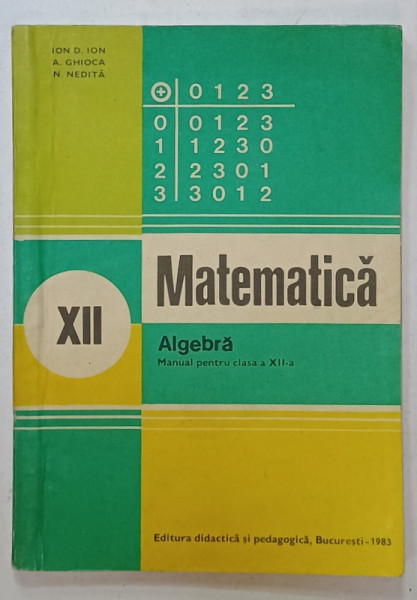 ION D. ION
A. GHIOCA
N. NEDIȚĂ
⊕ 0 1 2 3
0 0 1 2 3
1 1 2 3 0
2 2 3 0 1
3 3 0 1 2
XII
Matematică
Algebră
Manual pentru clasa a XII-a
Editura didactică și pedagogică, București-1983